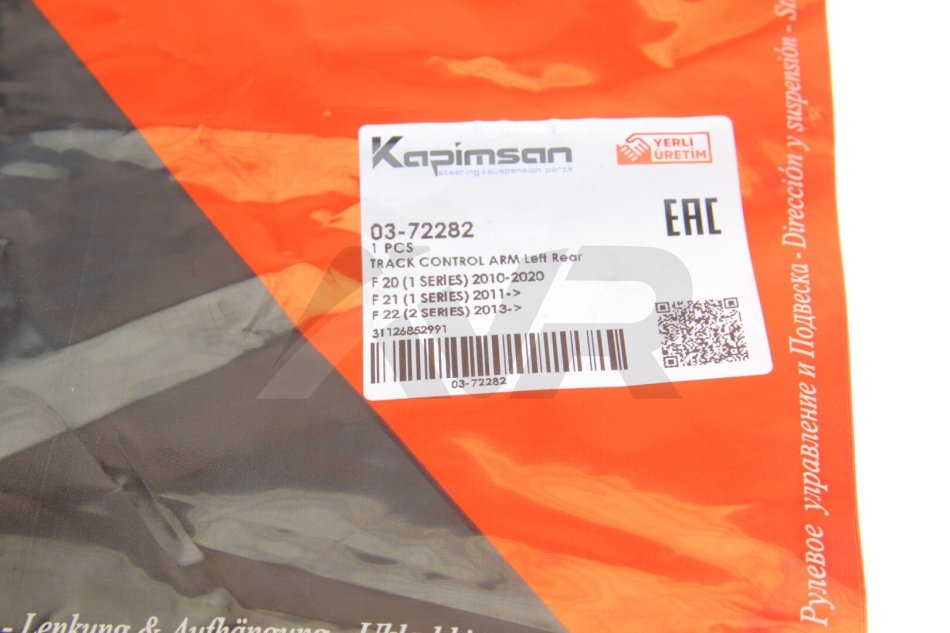 Kapimsan
steering & suspension parts
YERLİ
ÜRETİM
03-72282
1 PCS
TRACK CONTROL ARM Left Rear
F 20 (1 SERIES) 2010-2020
F 21 (1 SERIES) 2011->
F 22 (2 SERIES) 2013->
31126852991
03-72282
EAC
AVR
Рулевое управление и Подвеска - Dirección y suspensión -
- Lenkung & Aufhängung -